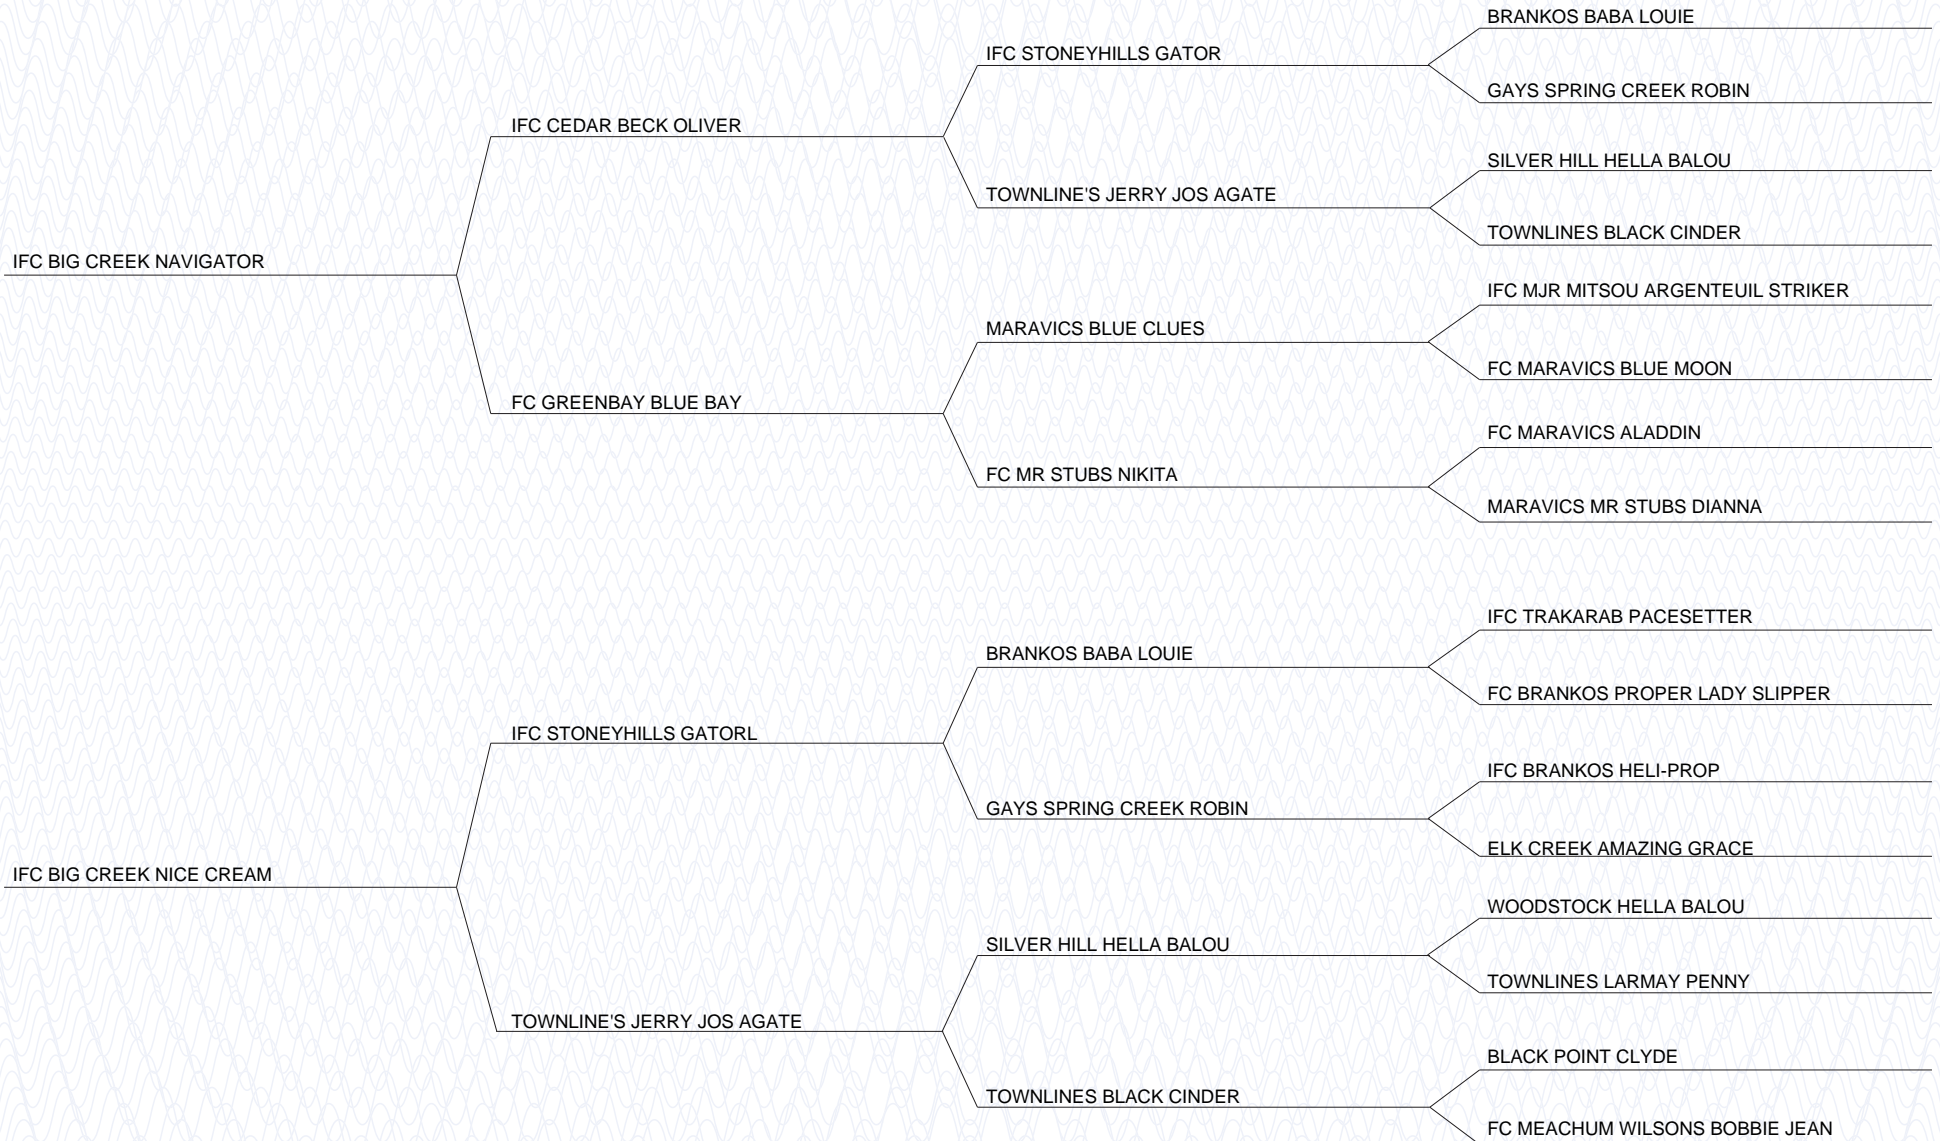 BRANKOS BABA LOUIE
IFC STONEYHILLS GATOR
GAYS SPRING CREEK ROBIN
IFC CEDAR BECK OLIVER
SILVER HILL HELLA BALOU
TOWNLINE'S JERRY JOS AGATE
TOWNLINES BLACK CINDER
IFC BIG CREEK NAVIGATOR
IFC MJR MITSOU ARGENTEUIL STRIKER
MARAVICS BLUE CLUES
FC MARAVICS BLUE MOON
FC GREENBAY BLUE BAY
FC MARAVICS ALADDIN
FC MR STUBS NIKITA
MARAVICS MR STUBS DIANNA
IFC TRAKARAB PACESETTER
BRANKOS BABA LOUIE
FC BRANKOS PROPER LADY SLIPPER
IFC STONEYHILLS GATORL
IFC BRANKOS HELI-PROP
GAYS SPRING CREEK ROBIN
ELK CREEK AMAZING GRACE
IFC BIG CREEK NICE CREAM
WOODSTOCK HELLA BALOU
SILVER HILL HELLA BALOU
TOWNLINES LARMAY PENNY
TOWNLINE'S JERRY JOS AGATE
BLACK POINT CLYDE
TOWNLINES BLACK CINDER
FC MEACHUM WILSONS BOBBIE JEAN